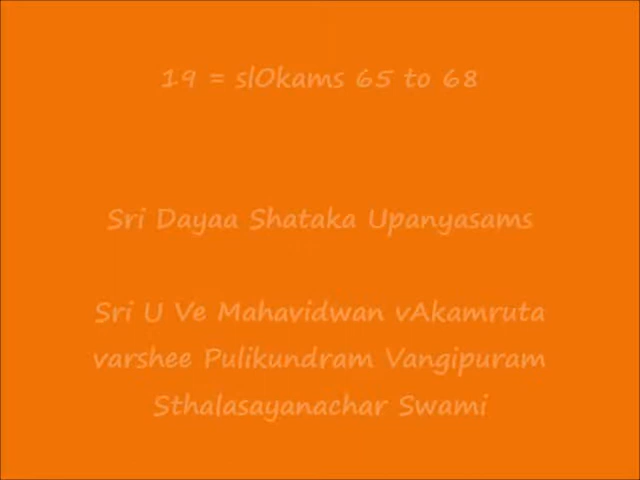 19 = slOkams 65 to 68
Sri Dayaa Shataka Upanyasams
Sri U Ve Mahavidwan vAkamruta
varshee Pulikundram Vangipuram
Sthalasayanachar Swami